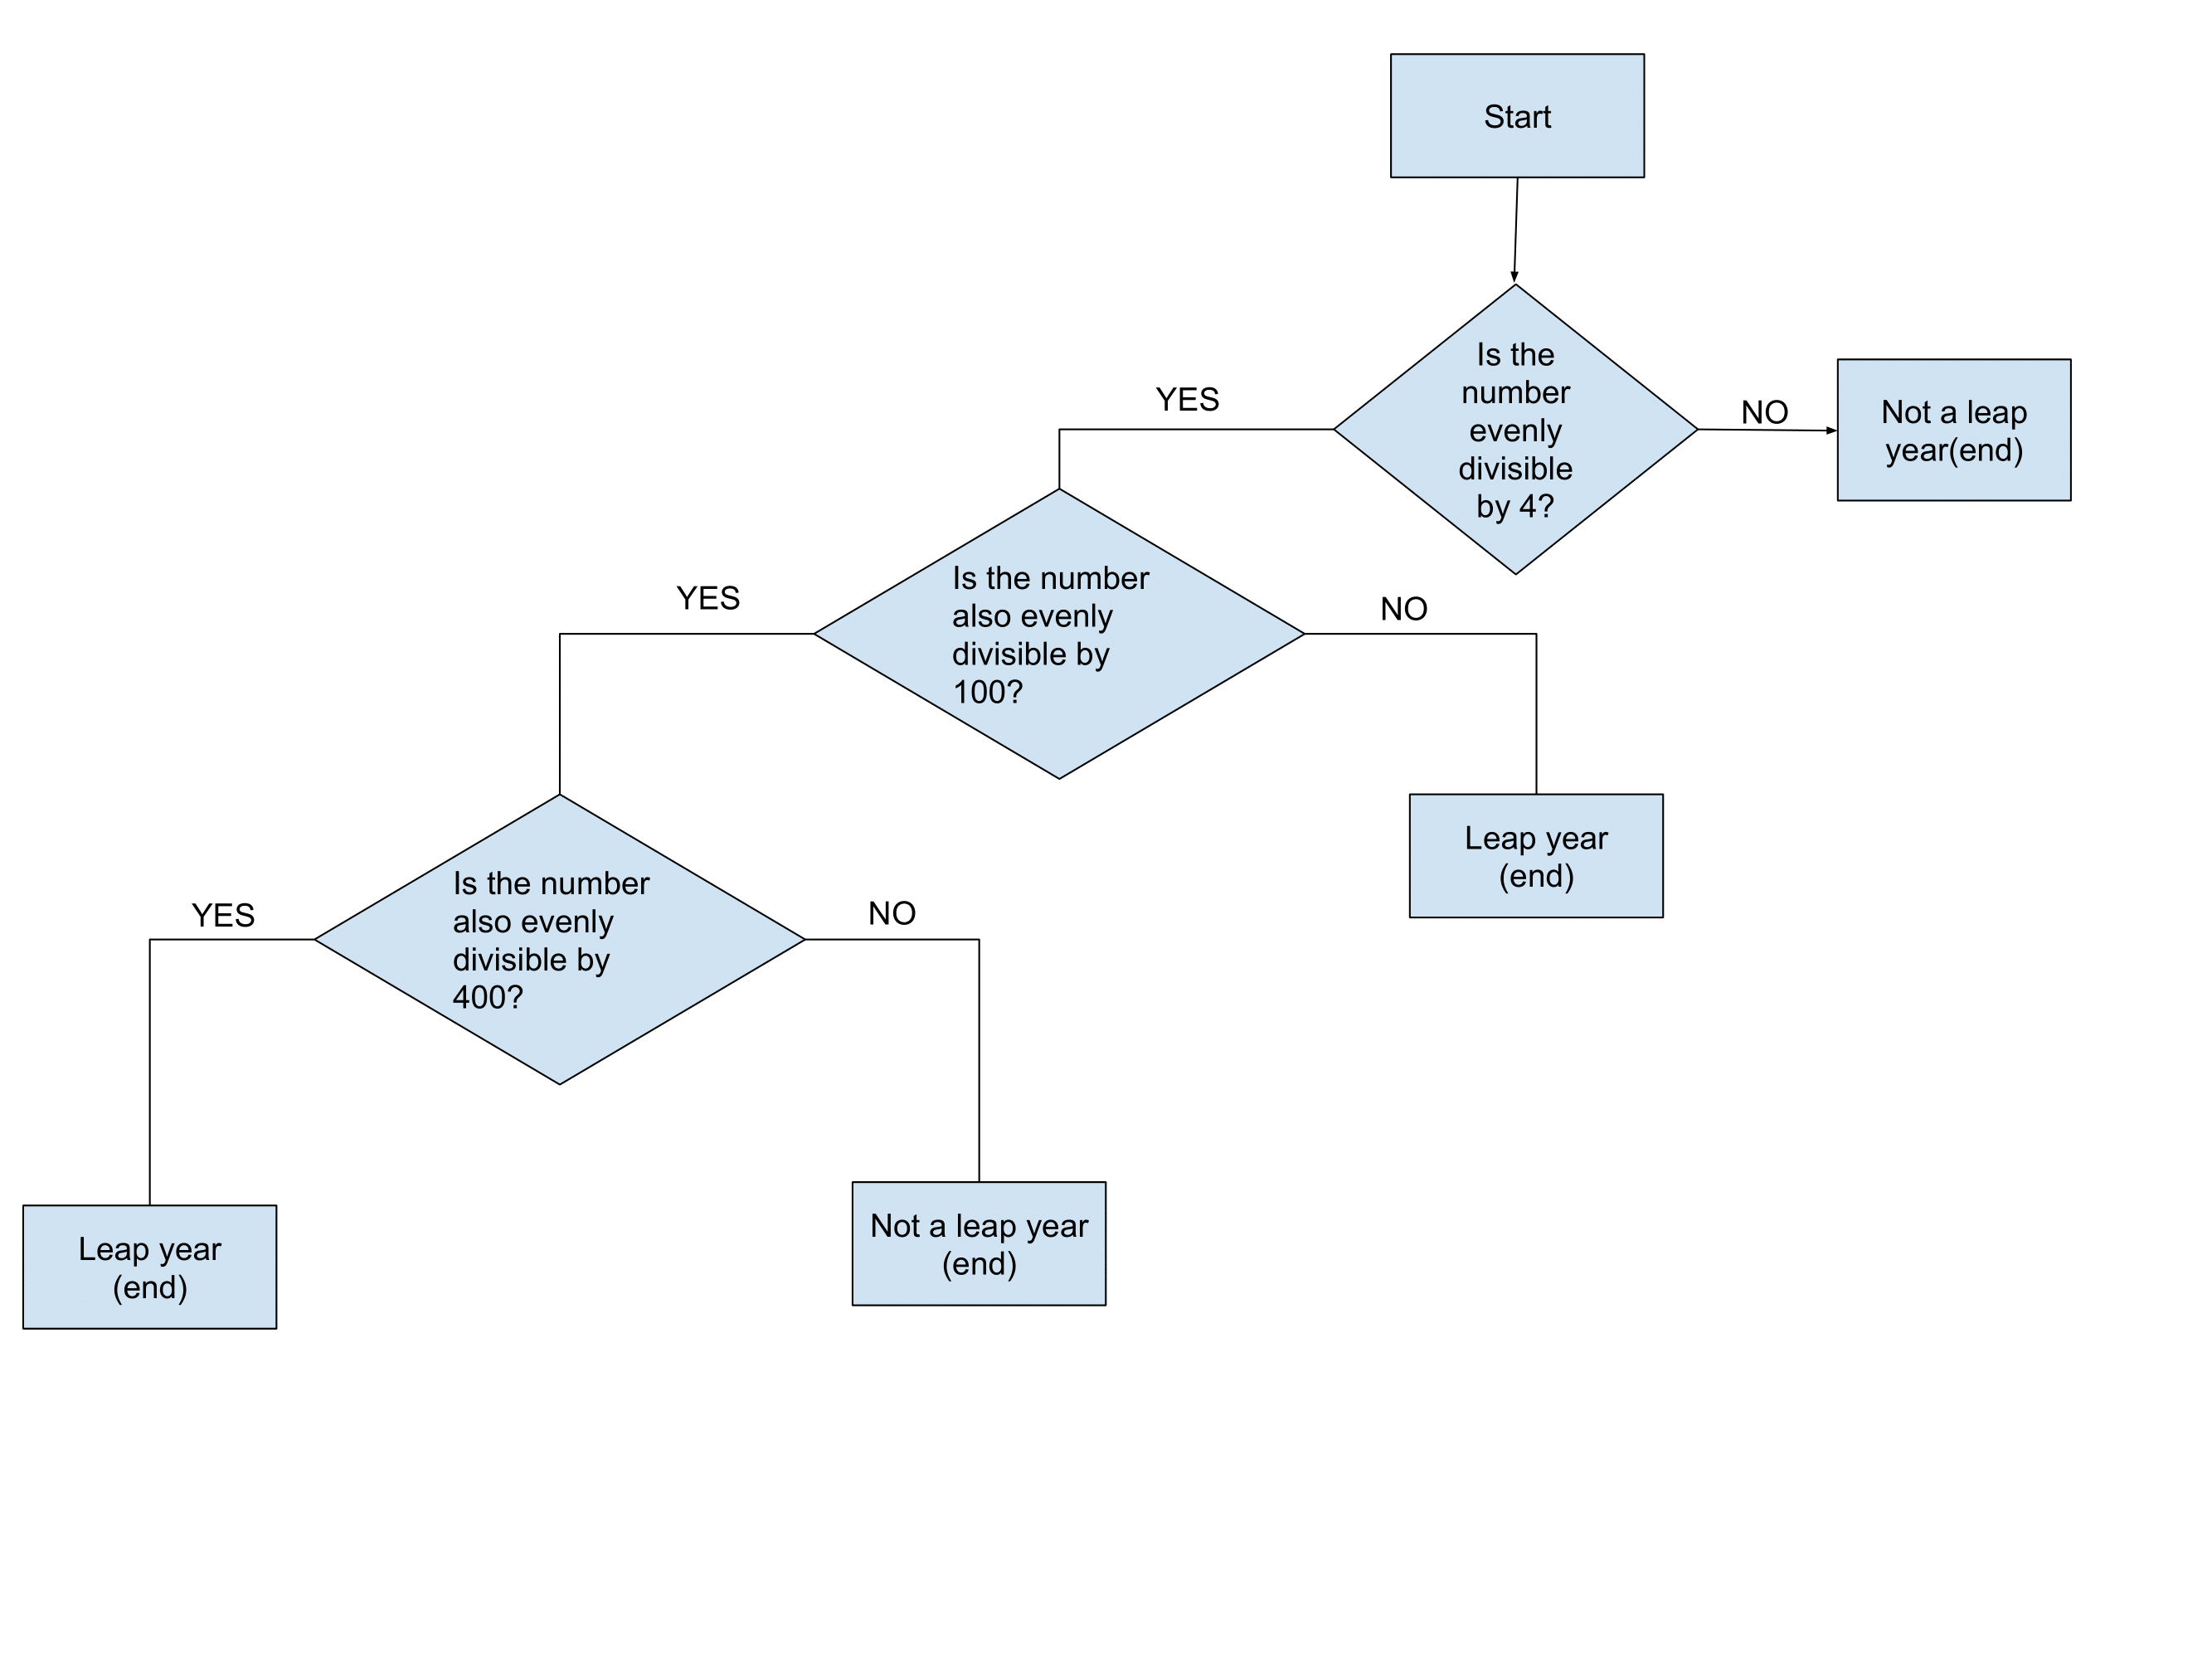 Start
Is the
number
evenly
divisible
by 4?
YES
NO
Not a leap
year(end)
Is the number
also evenly
divisible by
100?
YES
NO
Leap year
(end)
Is the number
also evenly
divisible by
400?
YES
NO
Leap year
(end)
Not a leap year
(end)